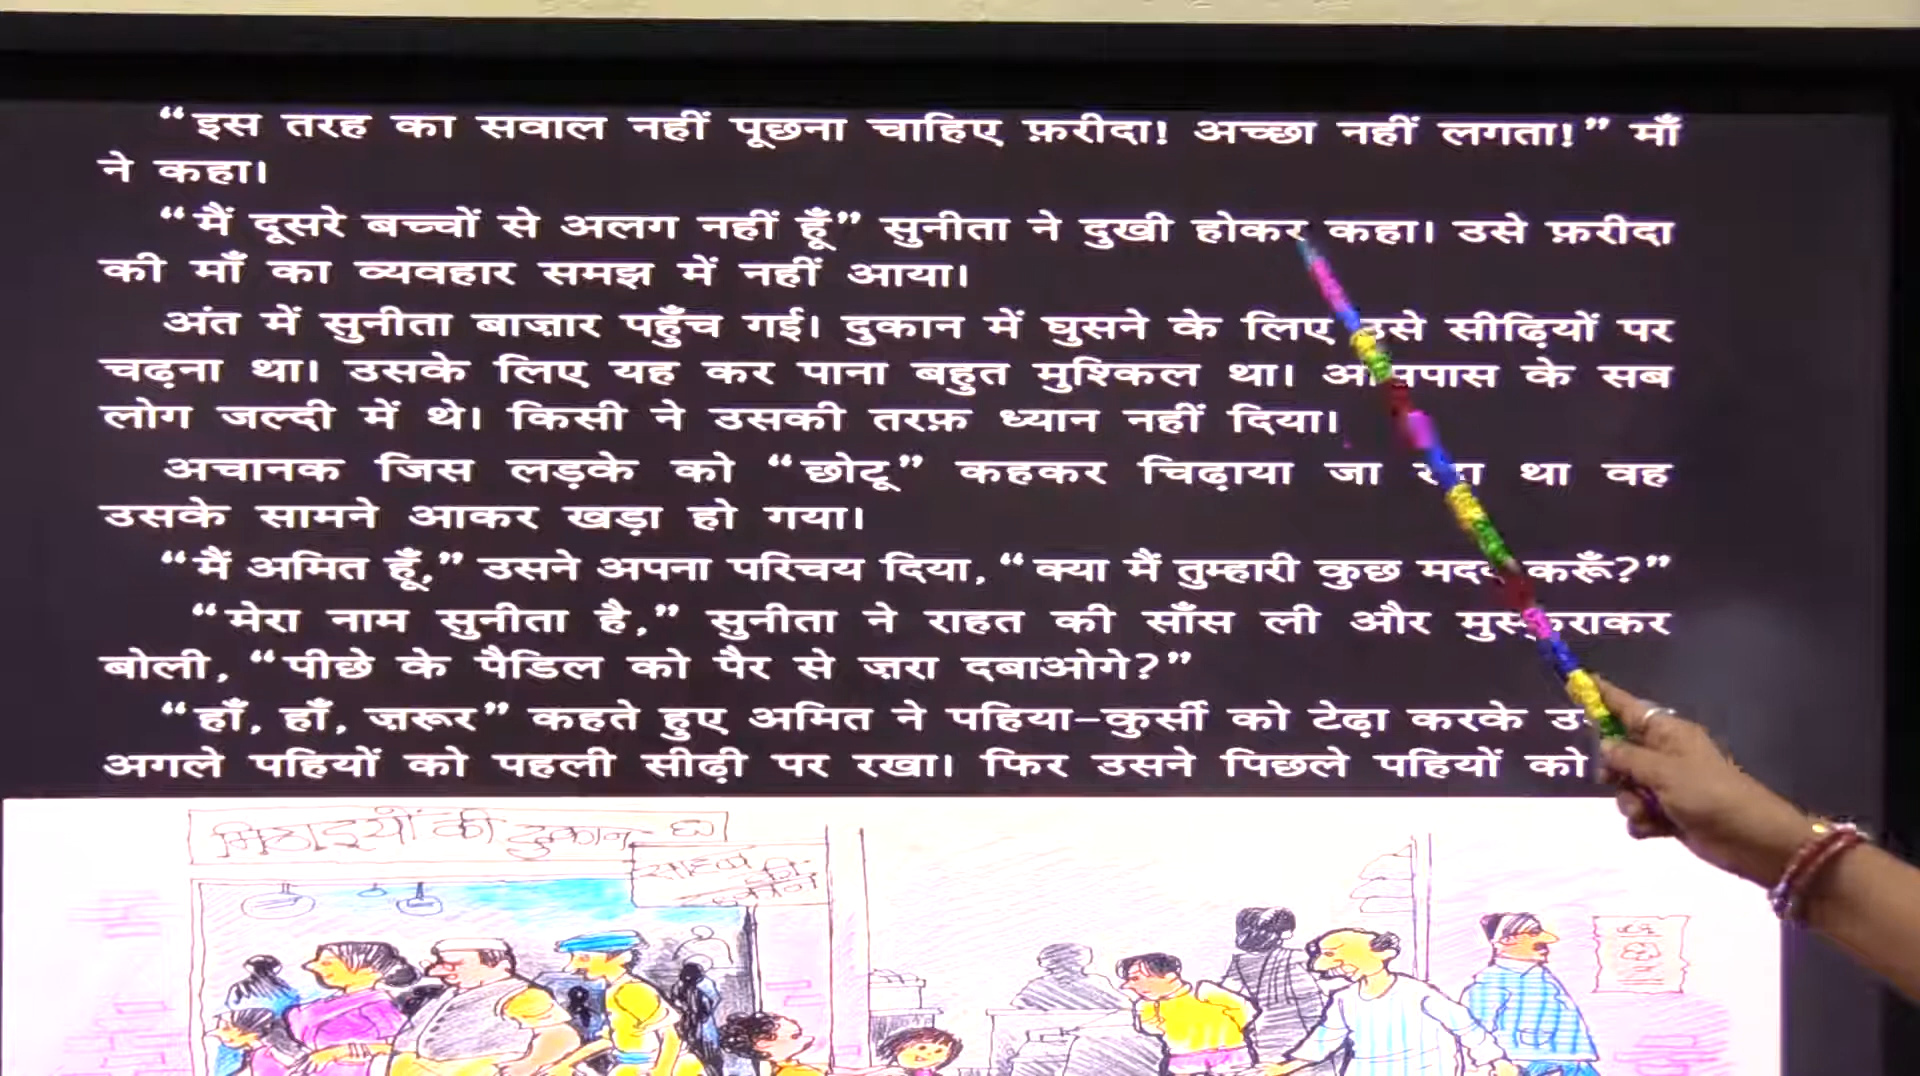 “इस तरह का सवाल नहीं पूछना चाहिए फ़रीदा! अच्छा नहीं लगता!” माँ
ने कहा।
“मैं दूसरे बच्चों से अलग नहीं हूँ” सुनीता ने दुखी होकर कहा। उसे फ़रीदा
की माँ का व्यवहार समझ में नहीं आया।
अंत में सुनीता बाज़ार पहुँच गई। दुकान में घुसने के लिए उसे सीढ़ियों पर
चढ़ना था। उसके लिए यह कर पाना बहुत मुश्किल था। आसपास के सब
लोग जल्दी में थे। किसी ने उसकी तरफ़ ध्यान नहीं दिया।
अचानक जिस लड़के को “छोटू” कहकर चिढ़ाया जा रहा था वह
उसके सामने आकर खड़ा हो गया।
“मैं अमित हूँ,” उसने अपना परिचय दिया, “क्या मैं तुम्हारी कुछ मदद करूँ?”
“मेरा नाम सुनीता है,” सुनीता ने राहत की साँस ली और मुस्कुराकर
बोली, “पीछे के पैडिल को पैर से ज़रा दबाओगे?”
“हाँ, हाँ, ज़रूर” कहते हुए अमित ने पहिया-कुर्सी को टेढ़ा करके
अगले पहियों को पहली सीढ़ी पर रखा। फिर उसने पिछले पहियों को
मिठाइयों की दुकान